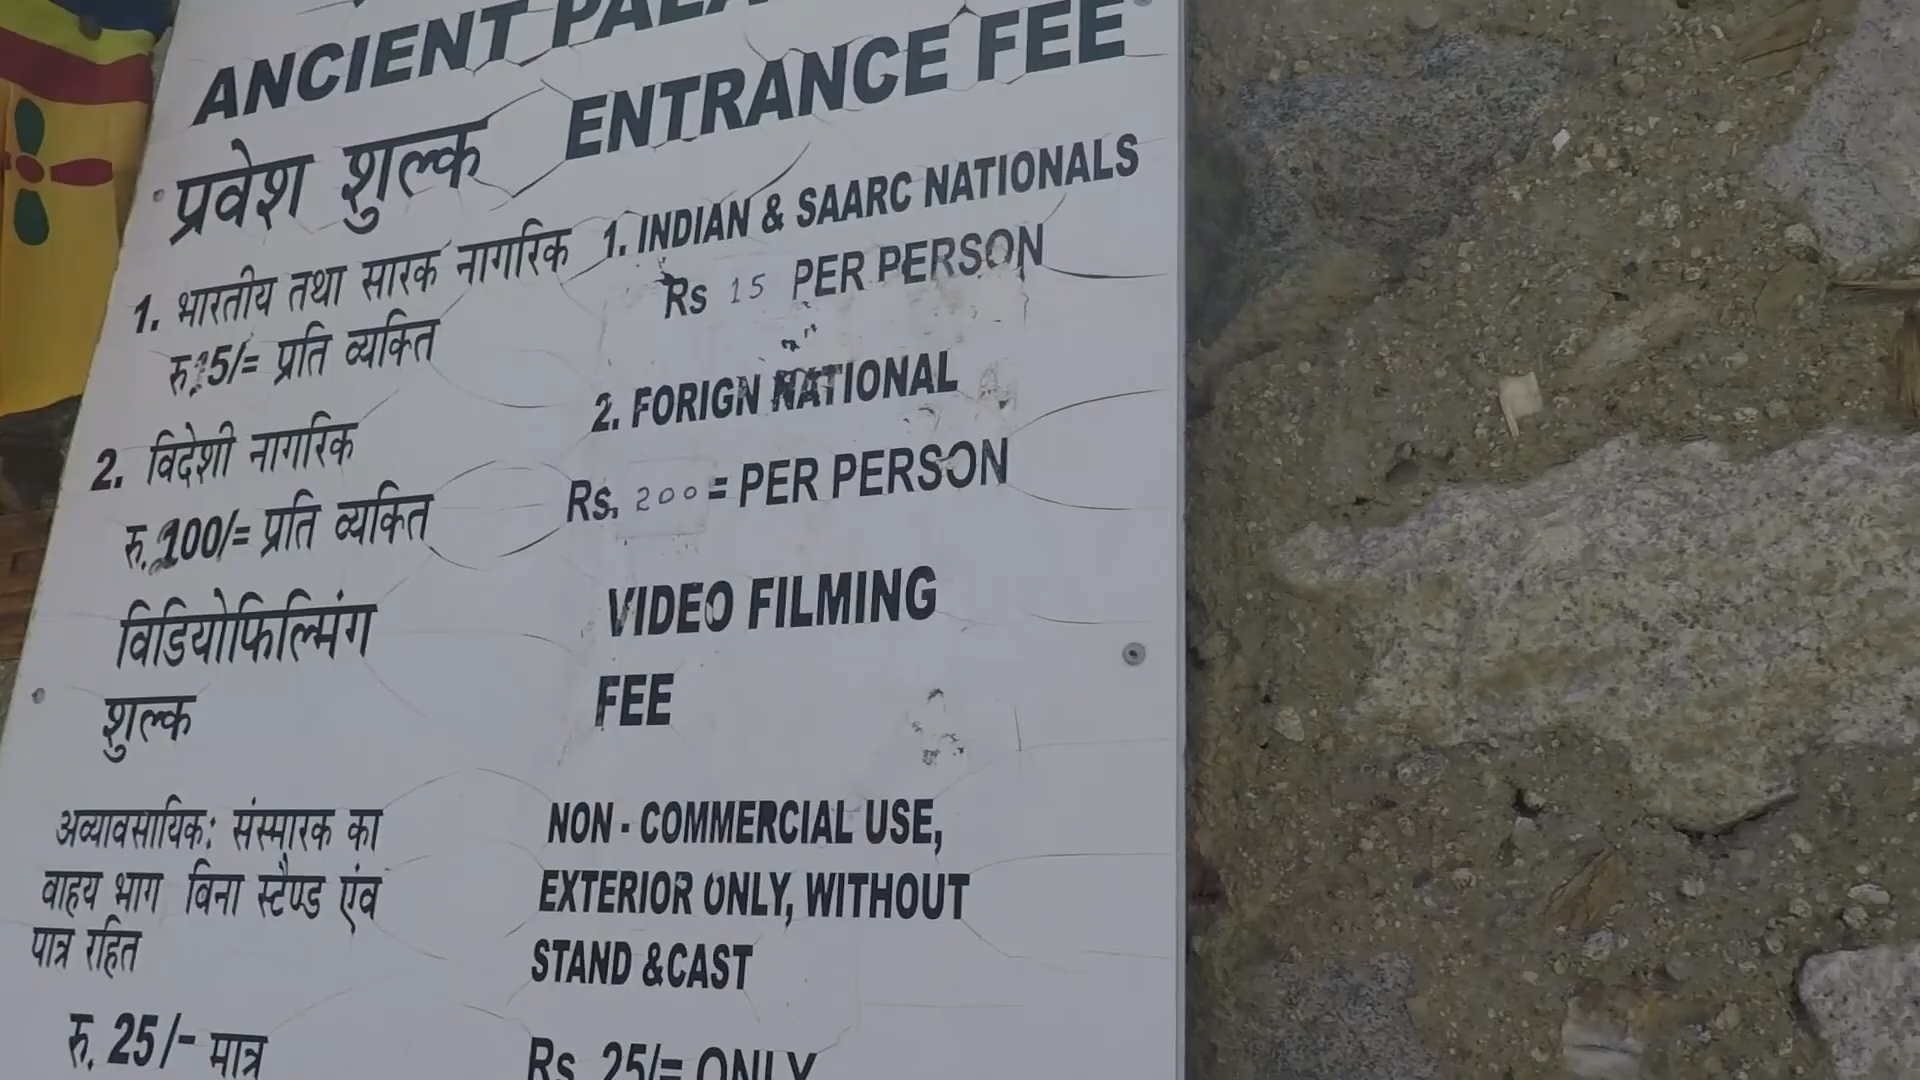 ANCIENT
प्रवेश शुल्क ENTRANCE FEE
1. भारतीय तथा सारक नागरिक
रु.15/= प्रति व्यक्ति
2. विदेशी नागरिक
रु. 100/= प्रति व्यक्ति
विडियोफिल्मिंग
शुल्क
अव्यावसायिक: संस्मारक का
वाहय भाग विना स्टैण्ड एंव
पात्र रहित
रु. 25/- मात्र
1. INDIAN & SAARC NATIONALS
Rs 15 PER PERSON
2. FORIGN NATIONAL
Rs. 200 = PER PERSON
VIDEO FILMING
FEE
NON - COMMERCIAL USE,
EXTERIOR ONLY, WITHOUT
STAND &CAST
Rs. 25/= ONLY